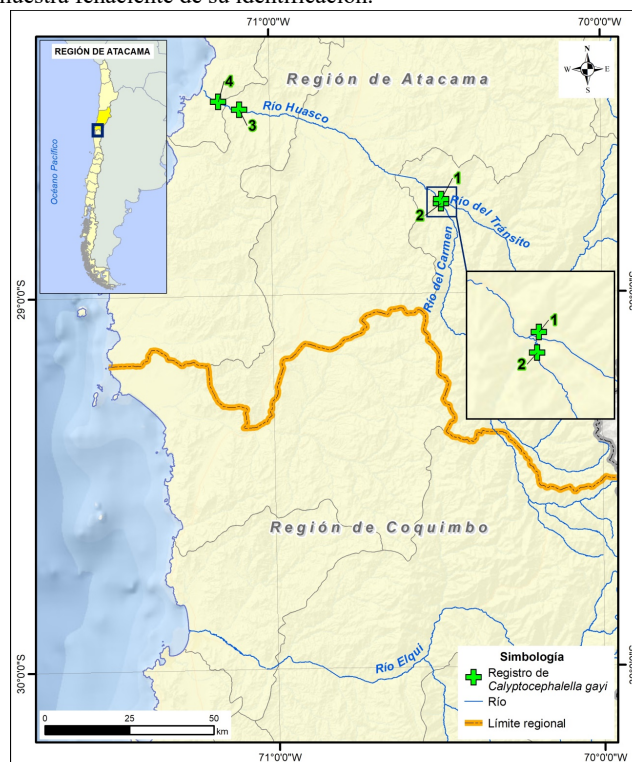 nuestra fehaciente de su identificación.
71°0'0"W
70°0'0"W
REGIÓN DE ATACAMA
Océano Pacífico
N
W E
S
Región de Atacama
4
3
Río Huasco
1
2
Río del Tránsito
Río del Carmen
29°0'0"S
1
2
Región de Coquimbo
Río Elqui
30°0'0"S
Simbología
Registro de
Calyptocephalella gayi
Río
Límite regional
0 25 50
km
71°0'0"W
70°0'0"W